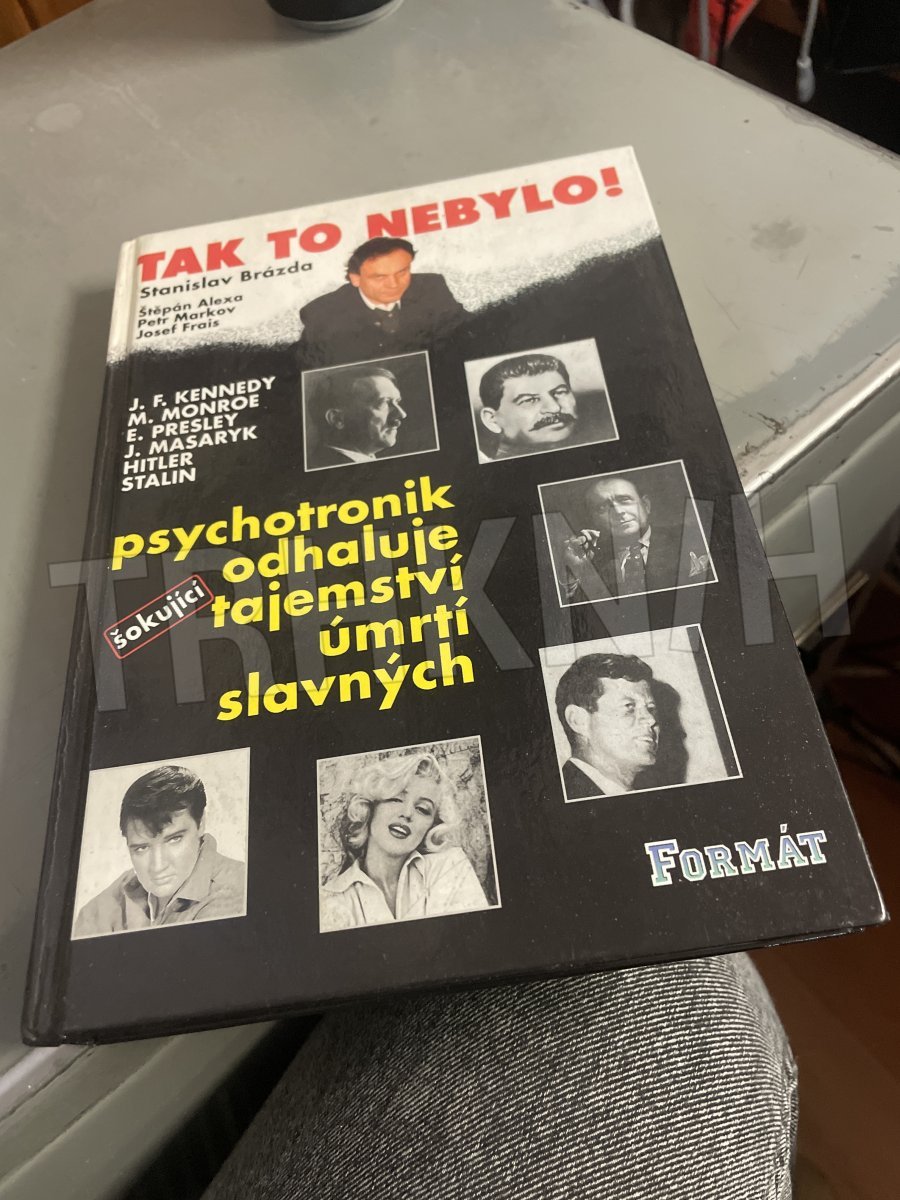 TAK TO NEBYLO!
Stanislav Brázda
Štěpán Alexa
Petr Markov
Josef Frais
J. F. KENNEDY
M. MONROE
E. PRESLEY
J. MASARYK
HITLER
STALIN
psychotronik
odhaluje
šokující tajemství
úmrtí
slavných
FORMÁT